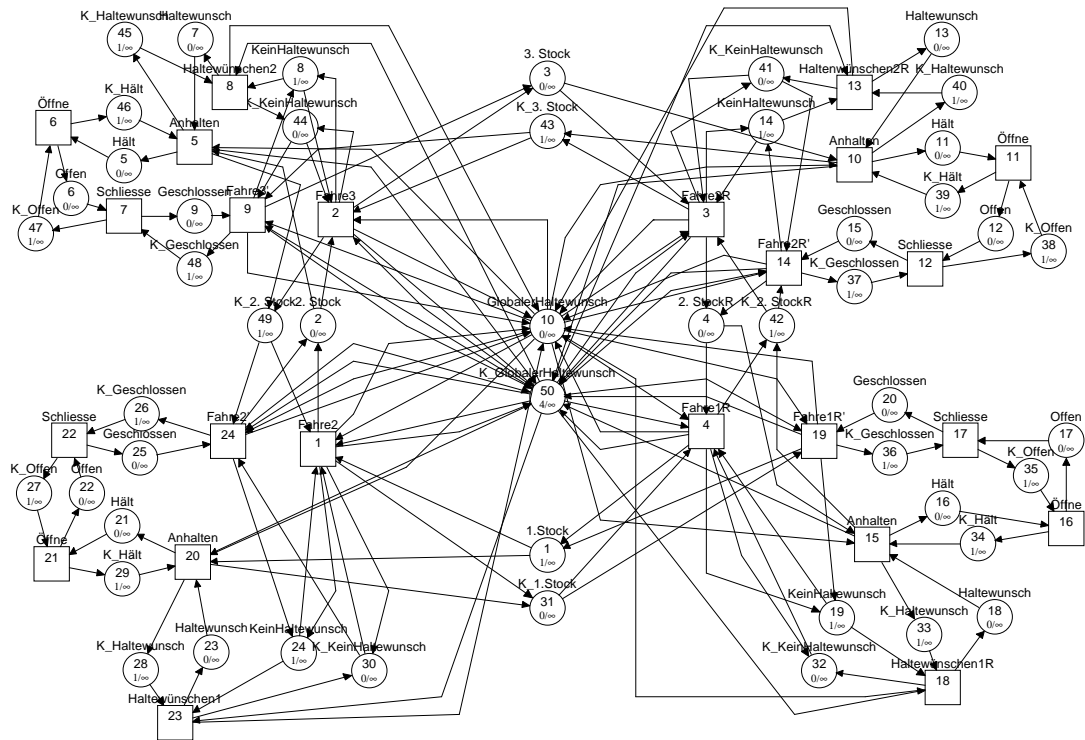 K_Haltewunsch
45
1/∞
Haltewunsch
7
0/∞
Haltewünschen2
8
KeinHaltewunsch
8
1/∞
K_KeinHaltewunsch
44
0/∞
Öffne
6
K_Hält
46
1/∞
Anhalten
5
Hält
5
0/∞
Offen
6
0/∞
K_Offen
47
1/∞
Schliesse
7
Geschlossen
9
0/∞
K_Geschlossen
48
1/∞
Fahre3'
9
Fahre3
2
K_2. Stock
49
1/∞
2. Stock
2
0/∞
3. Stock
3
0/∞
K_3. Stock
43
1/∞
K_KeinHaltewunsch
41
0/∞
KeinHaltewunsch
14
1/∞
Haltenwünschen2R
13
Haltewunsch
13
0/∞
K_Haltewunsch
40
1/∞
Anhalten
10
Hält
11
0/∞
Öffne
11
K_Hält
39
1/∞
Offen
12
0/∞
K_Offen
38
1/∞
Schliesse
12
Geschlossen
15
0/∞
K_Geschlossen
37
1/∞
Fahre3R
3
Fahre2R'
14
2. StockR
4
0/∞
K_2. StockR
42
1/∞
GlobalerHaltewunsch
10
0/∞
K_GlobalerHaltewunsch
50
4/∞
K_Geschlossen
26
1/∞
Schliesse
22
Geschlossen
25
0/∞
Fahre2'
24
Fahre2
1
K_Offen
27
1/∞
Offen
22
0/∞
Öffne
21
Hält
21
0/∞
K_Hält
29
1/∞
Anhalten
20
K_Haltewunsch
28
1/∞
Haltewunsch
23
0/∞
Haltewünschen1
23
KeinHaltewunsch
24
1/∞
K_KeinHaltewunsch
30
0/∞
1.Stock
1
1/∞
K_1.Stock
31
0/∞
Fahre1R
4
Fahre1R'
19
Geschlossen
20
0/∞
K_Geschlossen
36
1/∞
Schliesse
17
Offen
17
0/∞
K_Offen
35
1/∞
Öffne
16
Hält
16
0/∞
K_Hält
34
1/∞
Anhalten
15
KeinHaltewunsch
19
1/∞
K_KeinHaltewunsch
32
0/∞
K_Haltewunsch
33
1/∞
Haltewunsch
18
0/∞
Haltewünschen1R
18